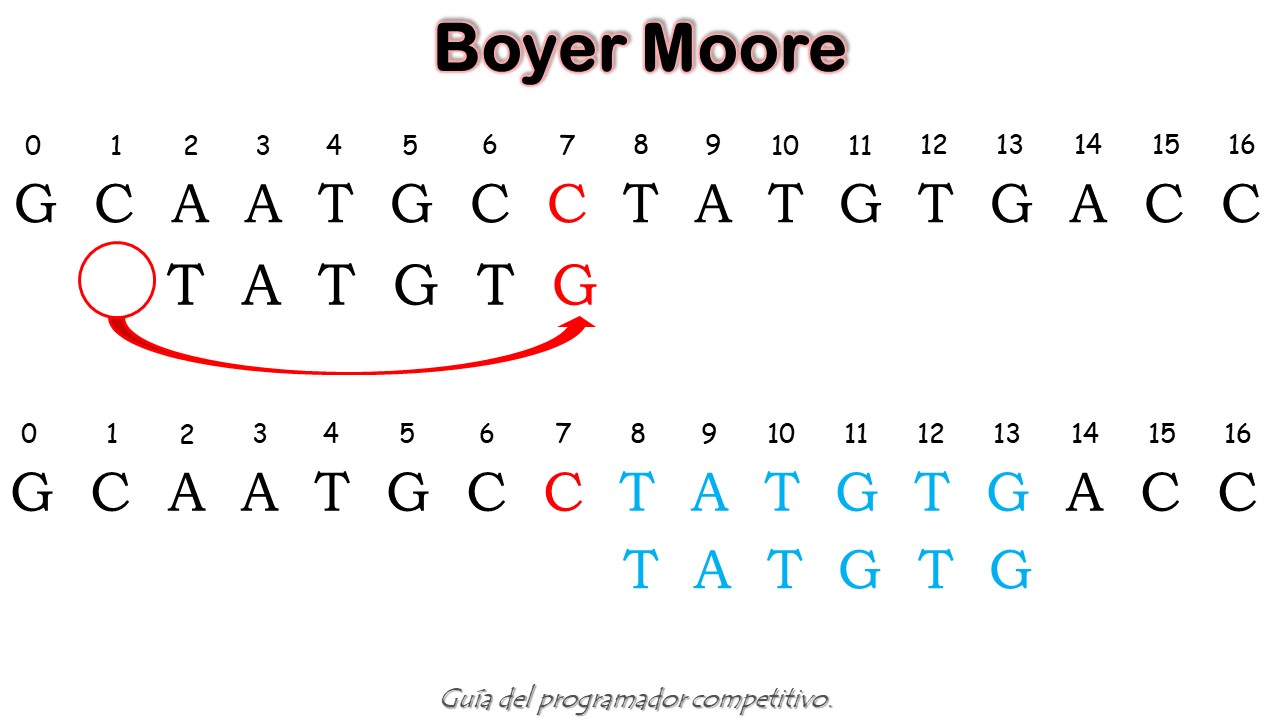 Boyer Moore
0 1 2 3 4 5 6 7 8 9 10 11 12 13 14 15 16
G C A A T G C C T A T G T G A C C
T A T G T G
0 1 2 3 4 5 6 7 8 9 10 11 12 13 14 15 16
G C A A T G C C T A T G T G A C C
T A T G T G
Guía del programador competitivo.